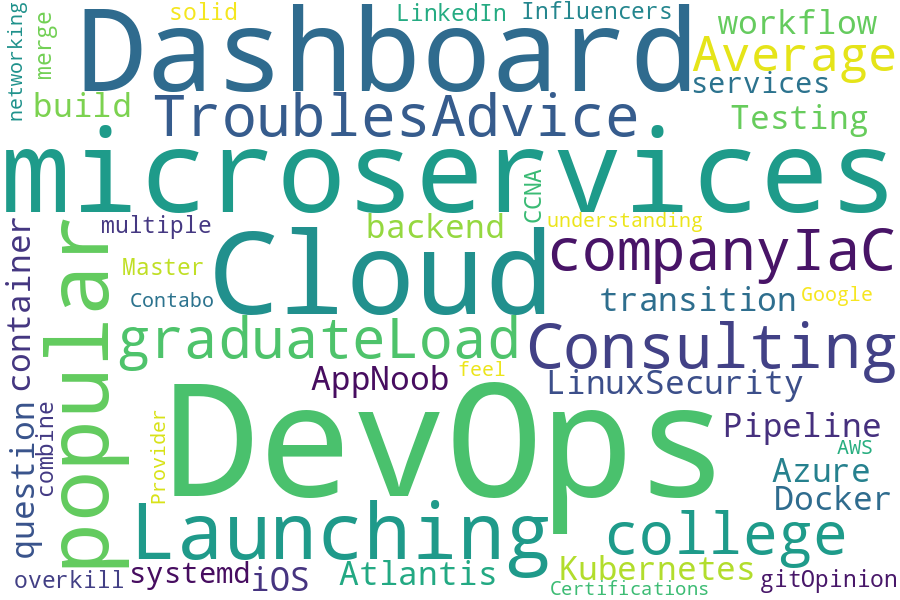 solid
LinkedIn
Influencers
networking
merge
Dashboard
workflow
Average
services
build
TroublesAdvice
Testing
microservices
CCNA
multiple
backend
understanding
container
popular
Cloud
companyIaC
Master
Contabo
transition
Google
graduateLoad
Consulting
AppNoob
feel
LinuxSecurity
question
combine
Provider
DevOps
Pipeline
AWS
Azure
Docker
Launching
college
overkill
systemd
iOS
Atlantis
Kubernetes
Certifications
gitOpinion